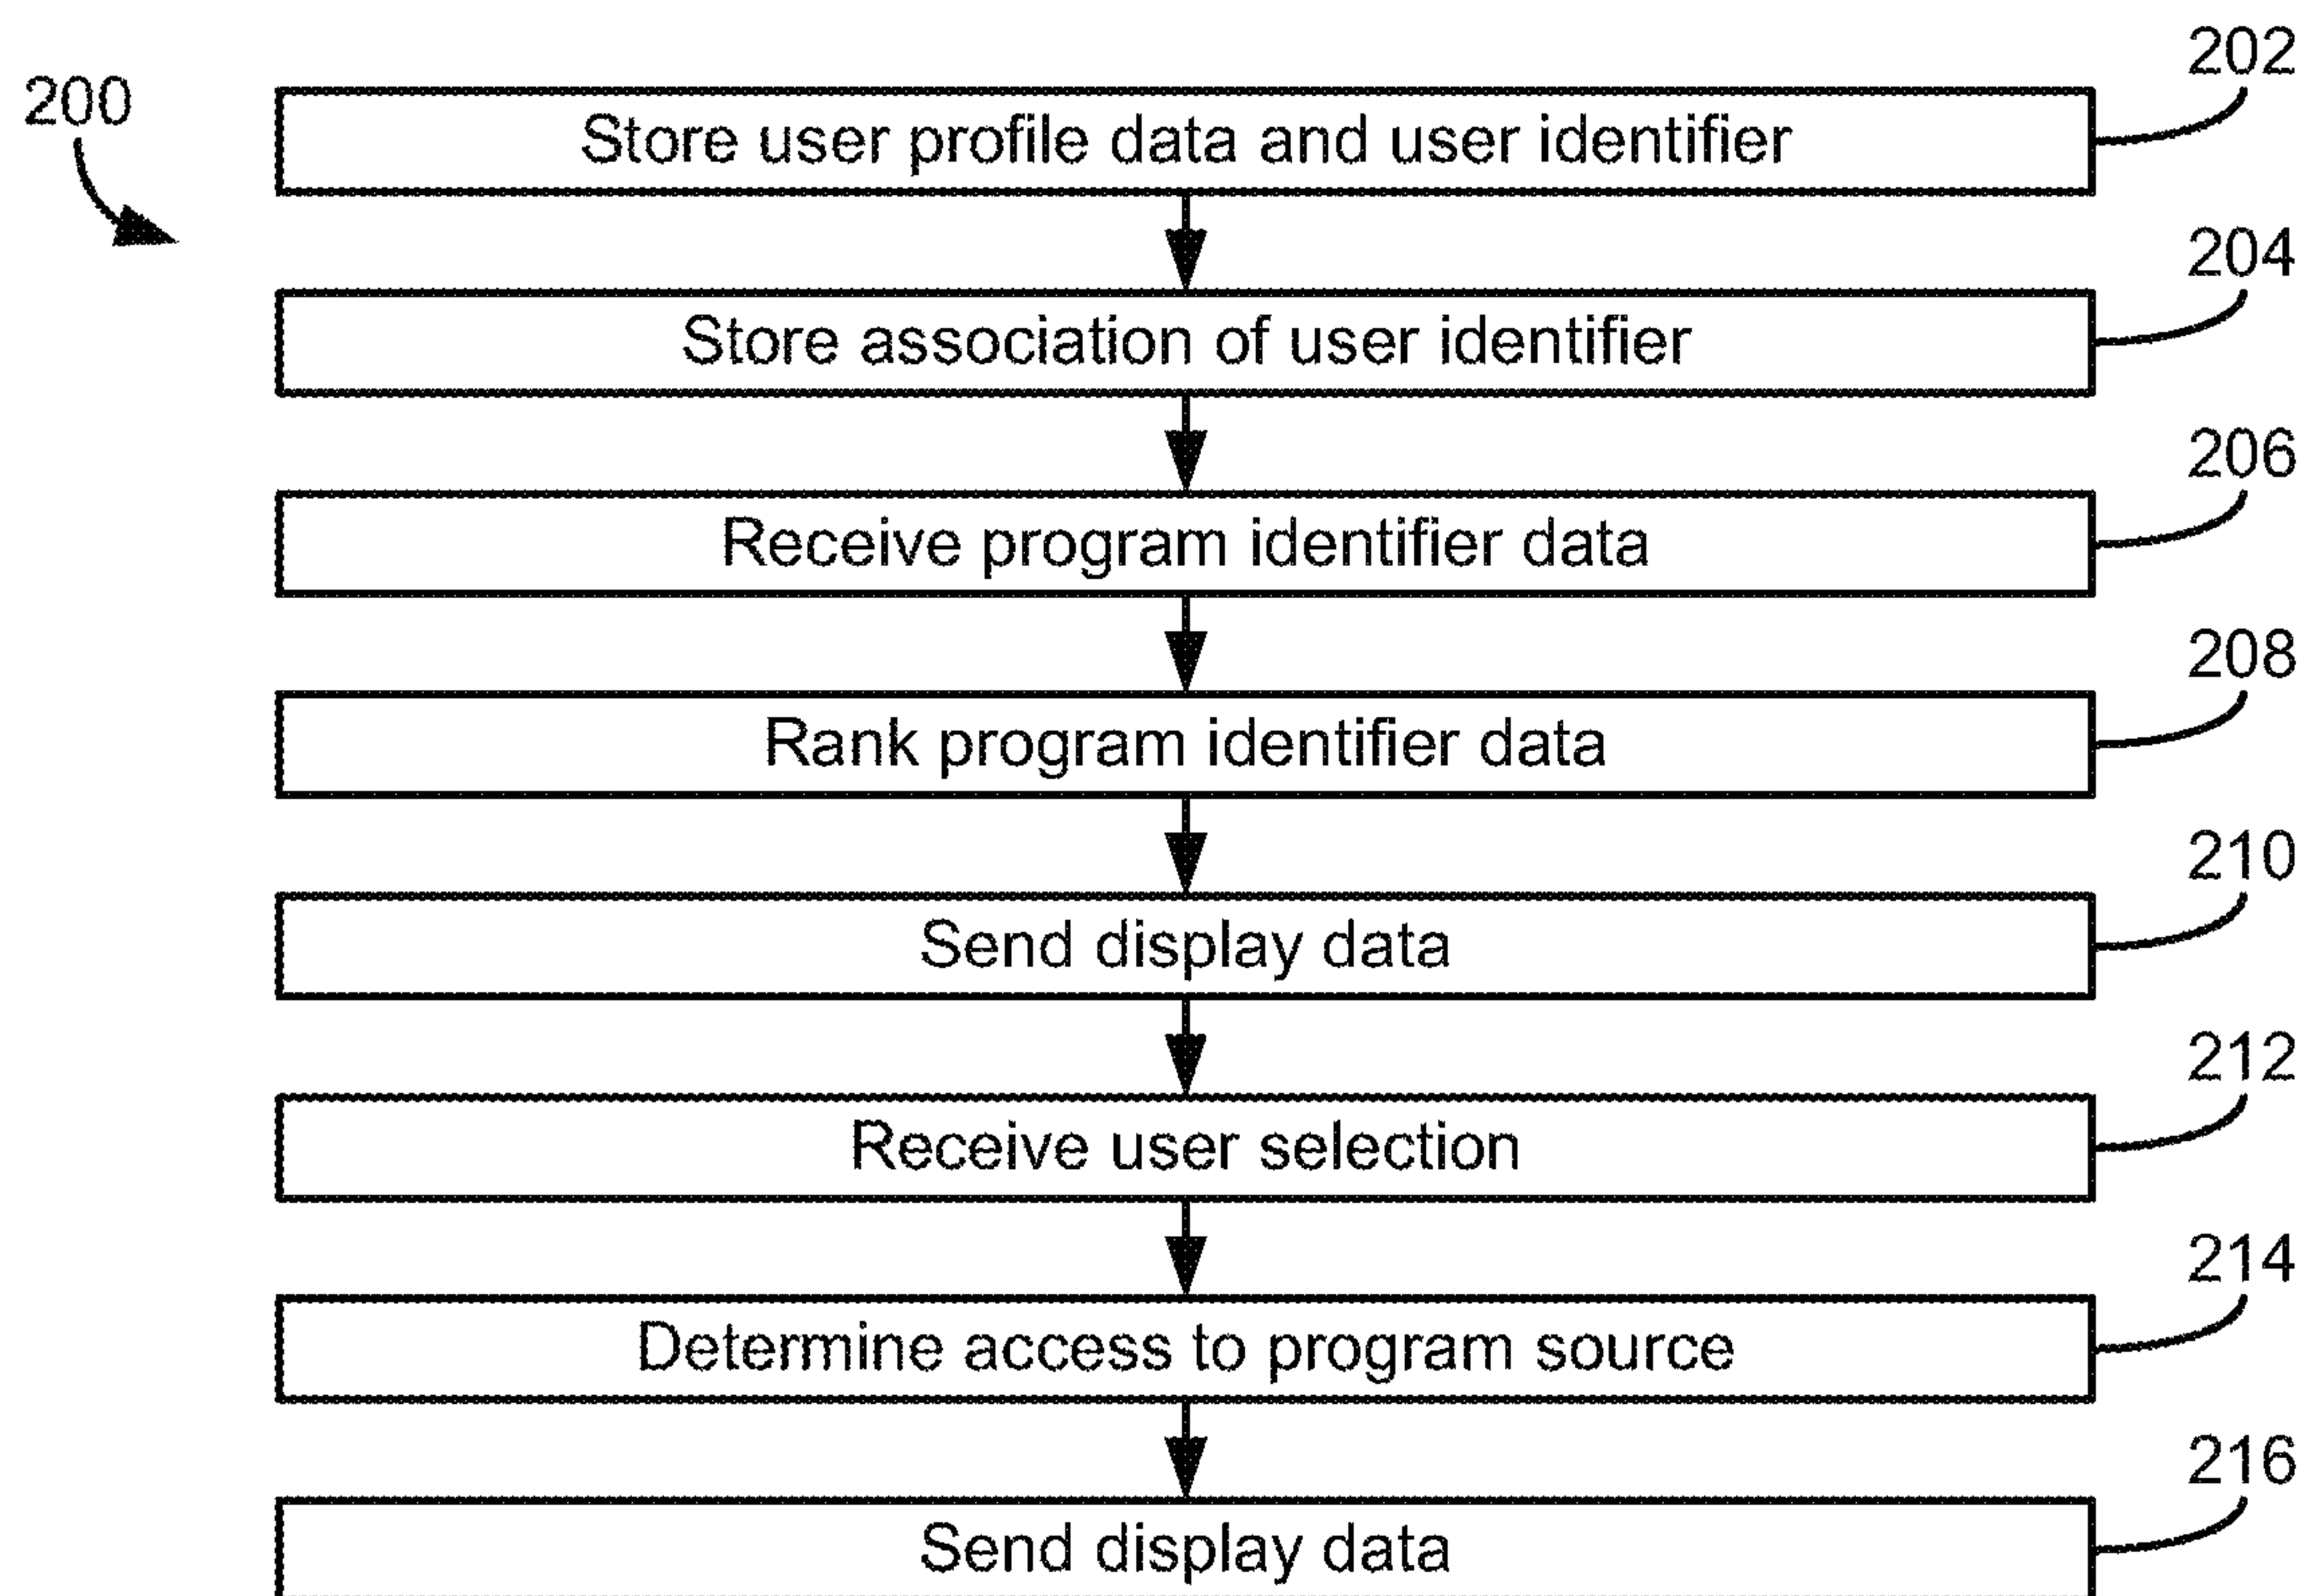 202
200
Store user profile data and user identifier
204
Store association of user identifier
206
Receive program identifier data
208
Rank program identifier data
210
Send display data
212
Receive user selection
214
Determine access to program source
216
Send display data